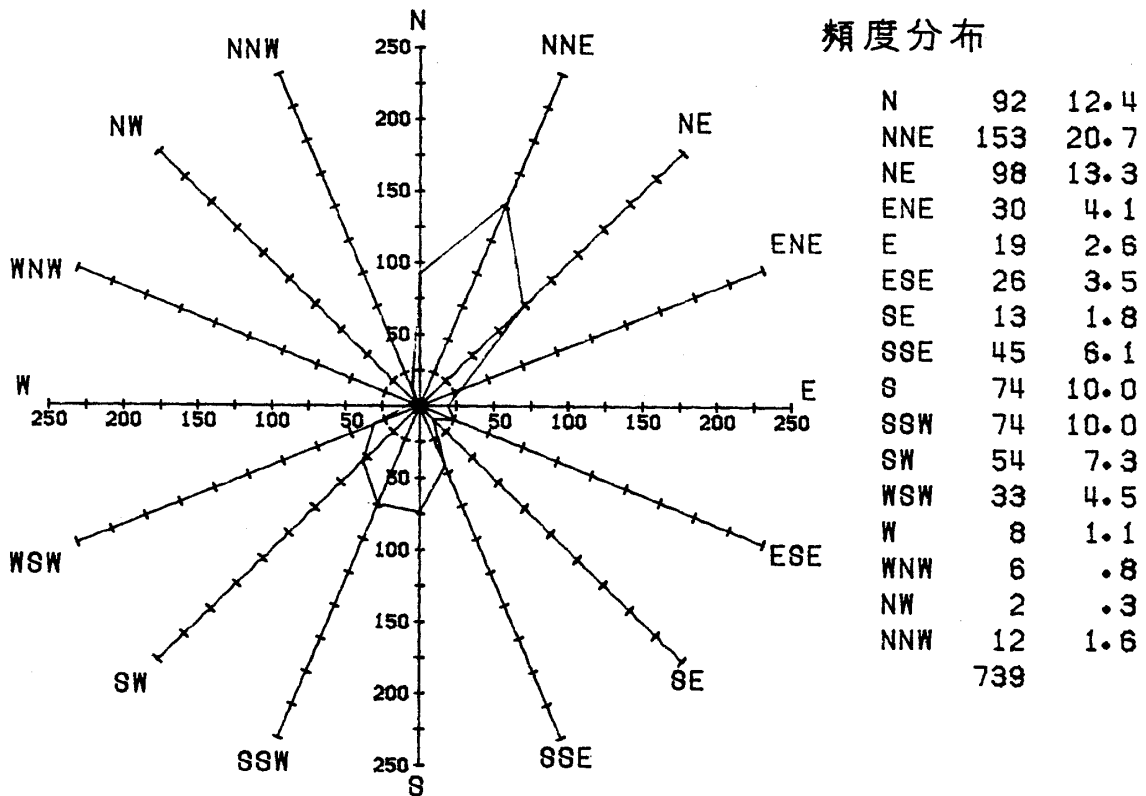 頻度分布
N 92 12.4
NNE 153 20.7
NE 98 13.3
ENE 30 4.1
E 19 2.6
ESE 26 3.5
SE 13 1.8
SSE 45 6.1
S 74 10.0
SSW 74 10.0
SW 54 7.3
WSW 33 4.5
W 8 1.1
WNW 6 .8
NW 2 .3
NNW 12 1.6
739
N
NNW
NNE
NW
NE
WNW
ENE
W
E
WSW
ESE
SW
SE
SSW
SSE
S
250
200
150
100
50
250 200 150 100 50
50 100 150 200 250
50
100
150
200
250